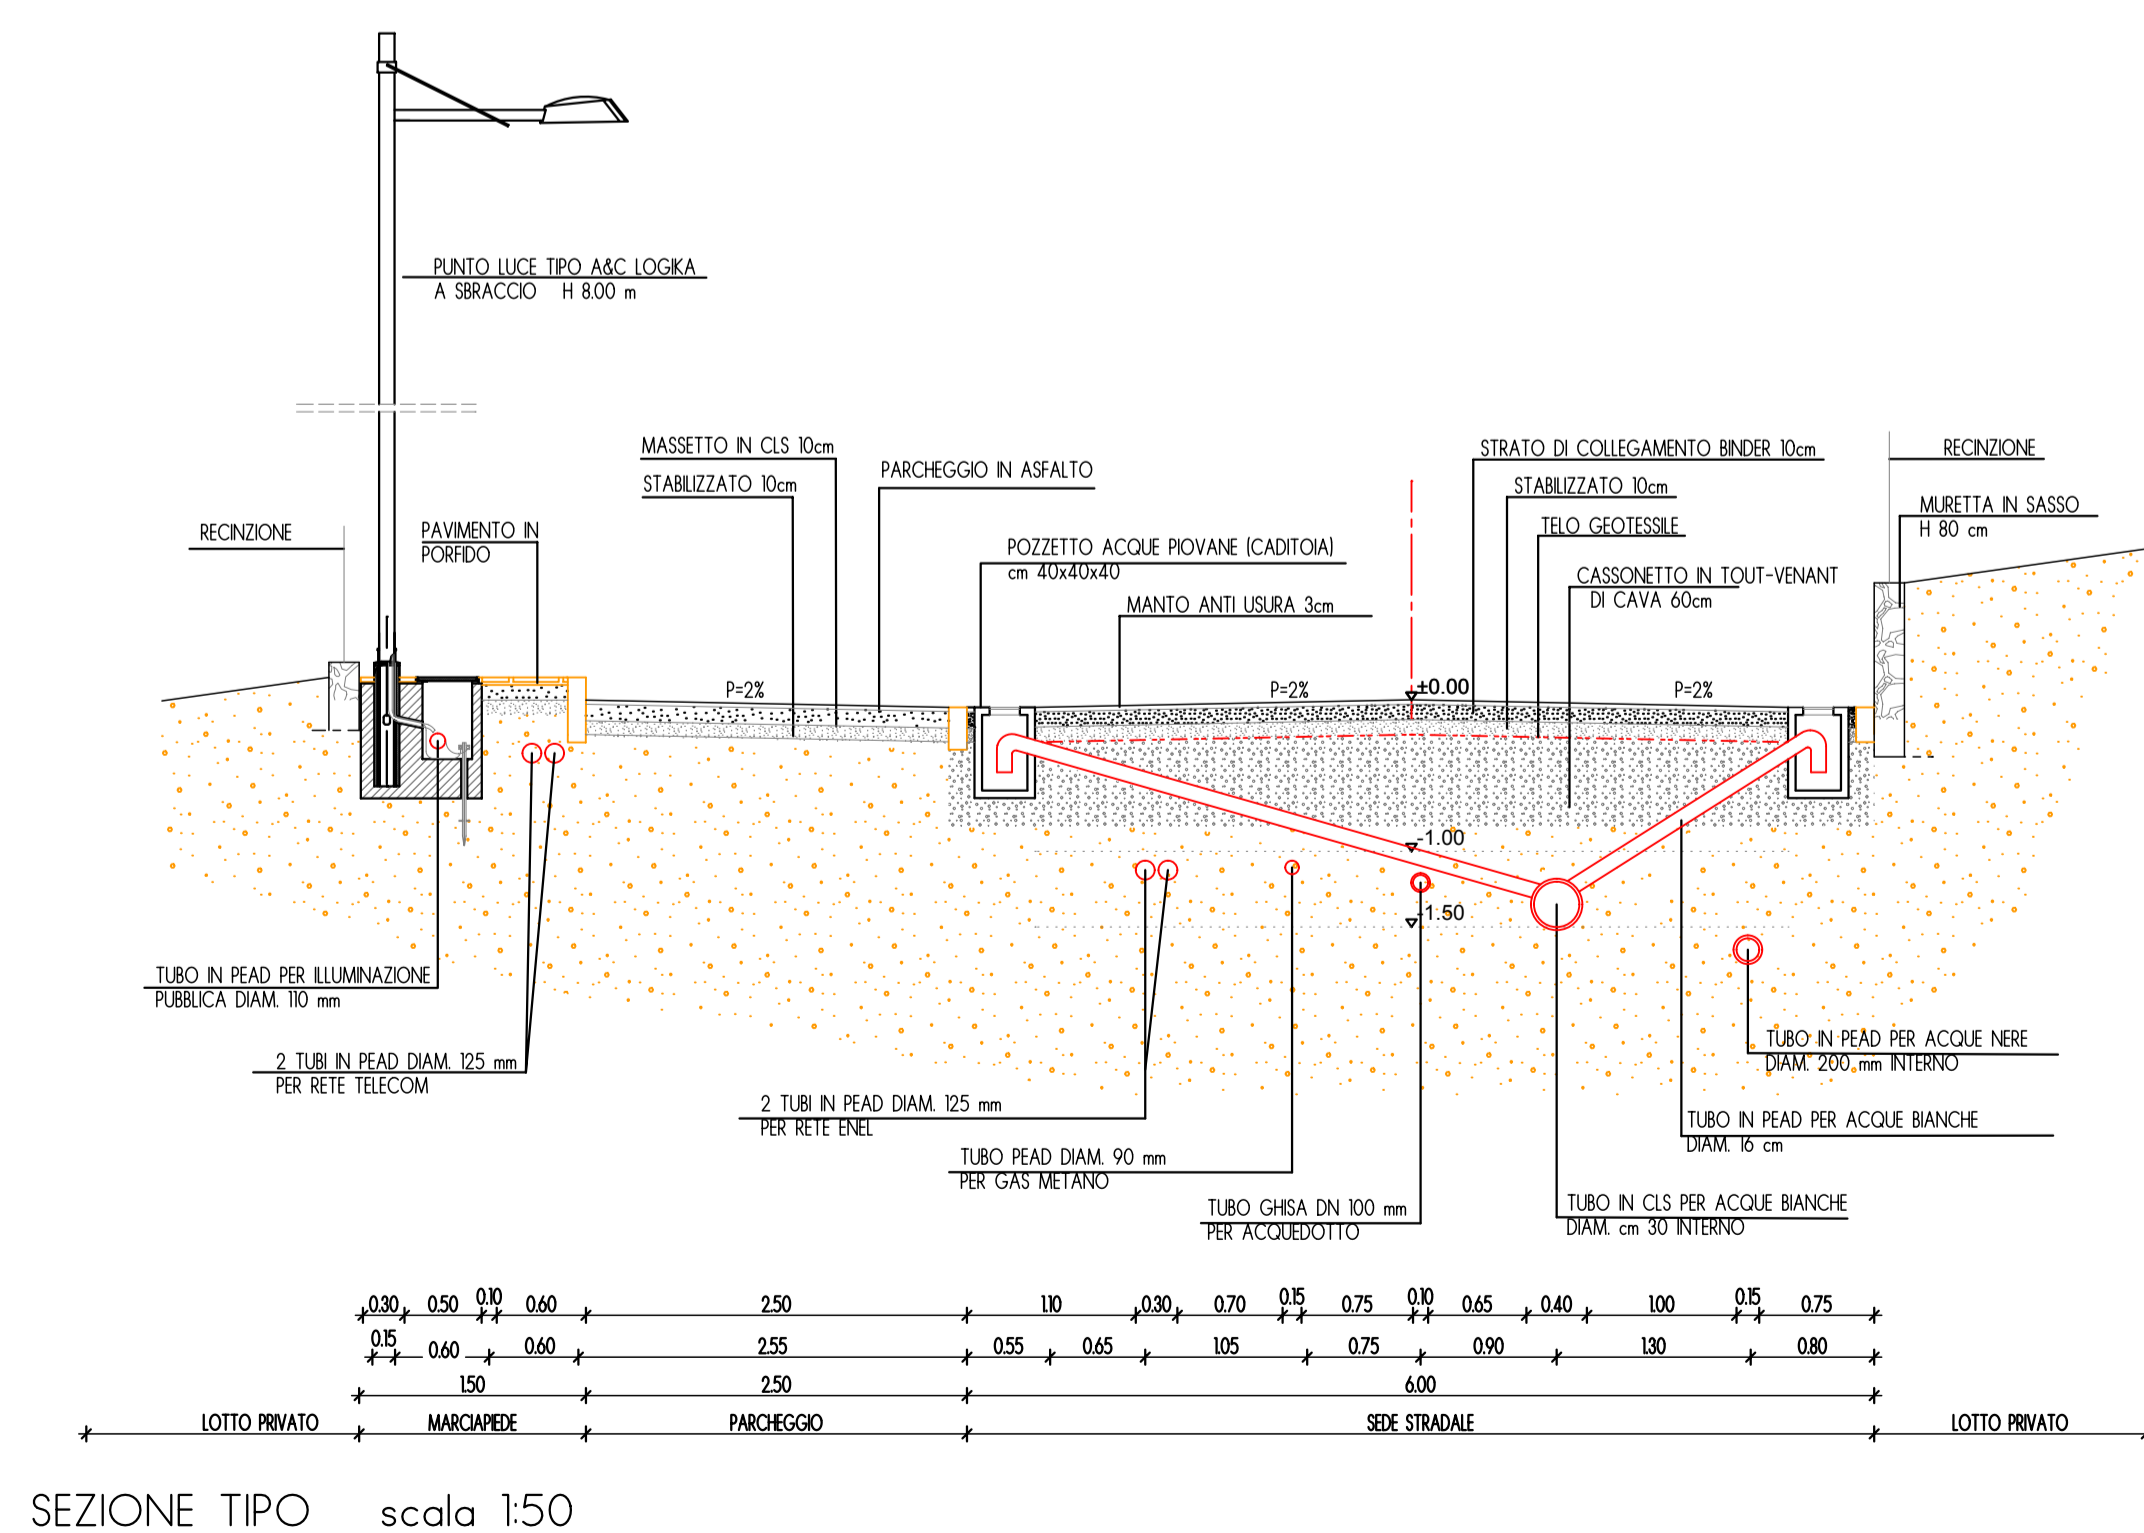 PUNTO LUCE TIPO A&C LOGIKA
A SBRACCIO H 8.00 m
MASSETTO IN CLS 10cm
STABILIZZATO 10cm
PARCHEGGIO IN ASFALTO
STRATO DI COLLEGAMENTO BINDER 10cm
STABILIZZATO 10cm
TELO GEOTESSILE
CASSONETTO IN TOUT-VENANT
DI CAVA 60cm
RECINZIONE
MURETTA IN SASSO
H 80 cm
RECINZIONE
PAVIMENTO IN
PORFIDO
POZZETTO ACQUE PIOVANE (CADITOIA)
cm 40x40x40
MANTO ANTI USURA 3cm
P=2%
P=2%
±0.00
P=2%
-1.00
-1.50
TUBO IN PEAD PER ILLUMINAZIONE
PUBBLICA DIAM. 110 mm
2 TUBI IN PEAD DIAM. 125 mm
PER RETE TELECOM
2 TUBI IN PEAD DIAM. 125 mm
PER RETE ENEL
TUBO PEAD DIAM. 90 mm
PER GAS METANO
TUBO GHISA DN 100 mm
PER ACQUEDOTTO
TUBO IN PEAD PER ACQUE NERE
DIAM. 200 mm INTERNO
TUBO IN PEAD PER ACQUE BIANCHE
DIAM. 16 cm
TUBO IN CLS PER ACQUE BIANCHE
DIAM. cm 30 INTERNO
0.30 0.50 0.10 0.60 2.50 1.10 0.30 0.70 0.15 0.75 0.10 0.65 0.40 1.00 0.15 0.75
0.15 0.60 0.60 2.55 0.55 0.65 1.05 0.75 0.90 1.30 0.80
1.50 2.50 6.00
LOTTO PRIVATO MARCIAPIEDE PARCHEGGIO SEDE STRADALE LOTTO PRIVATO
SEZIONE TIPO scala 1:50